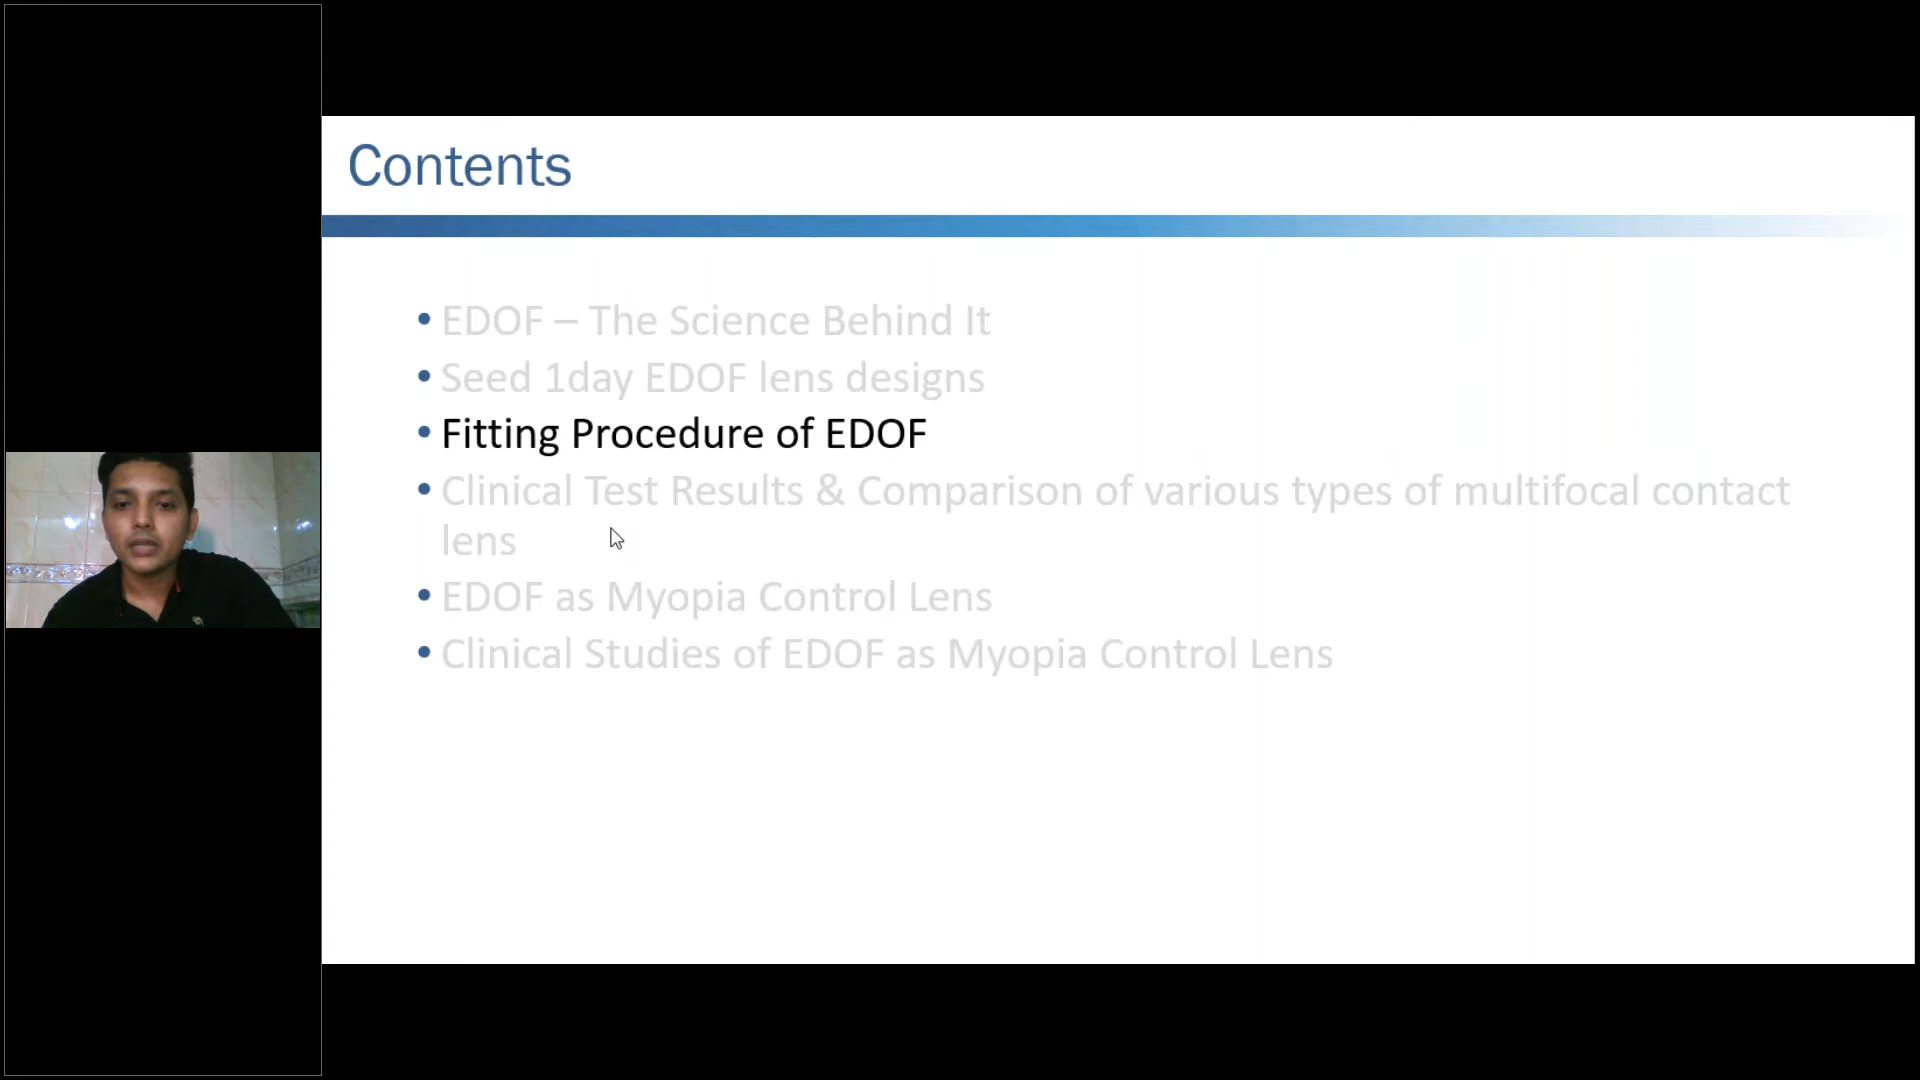 Contents
• EDOF – The Science Behind It
• Seed 1day EDOF lens designs
• Fitting Procedure of EDOF
• Clinical Test Results & Comparison of various types of multifocal contact
lens
• EDOF as Myopia Control Lens
• Clinical Studies of EDOF as Myopia Control Lens